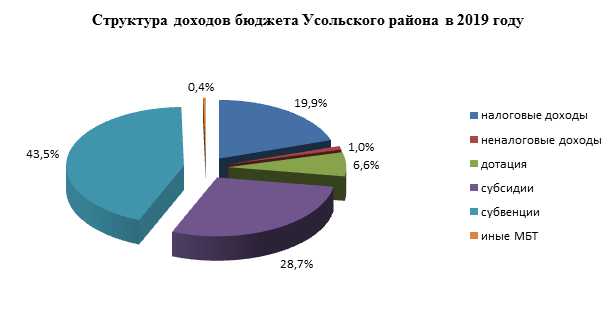 Структура доходов бюджета Усольского района в 2019 году
0,4%
19,9%
1,0%
6,6%
28,7%
43,5%
налоговые доходы
неналоговые доходы
дотация
субсидии
субвенции
иные МБТ